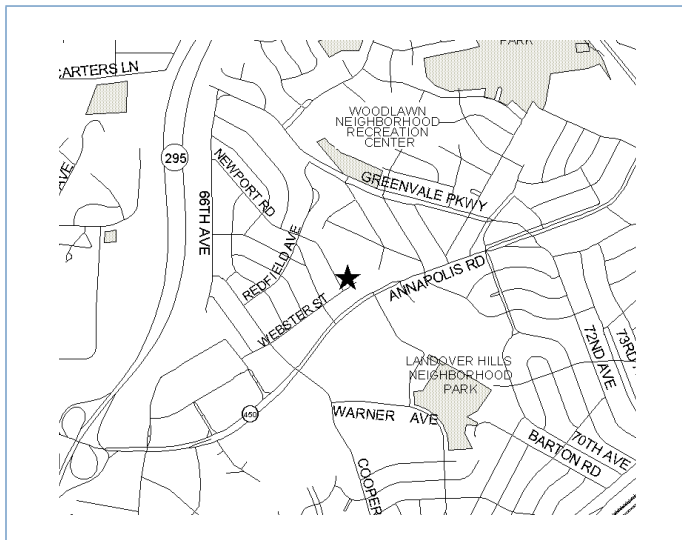 PARK
CARTERS LN
WOODLAWN
NEIGHBORHOOD
RECREATION
CENTER
295
NEWPORT RD
GREENVALE PKWY
AVE
66TH AVE
REDFIELD AVE
ANNAPOLIS RD
WEBSTER ST
72ND AVE
73RD
LANDOVER HILLS
NEIGHBORHOOD
PARK
450
WARNER AVE
BARTON RD
70TH AVE
COOPER